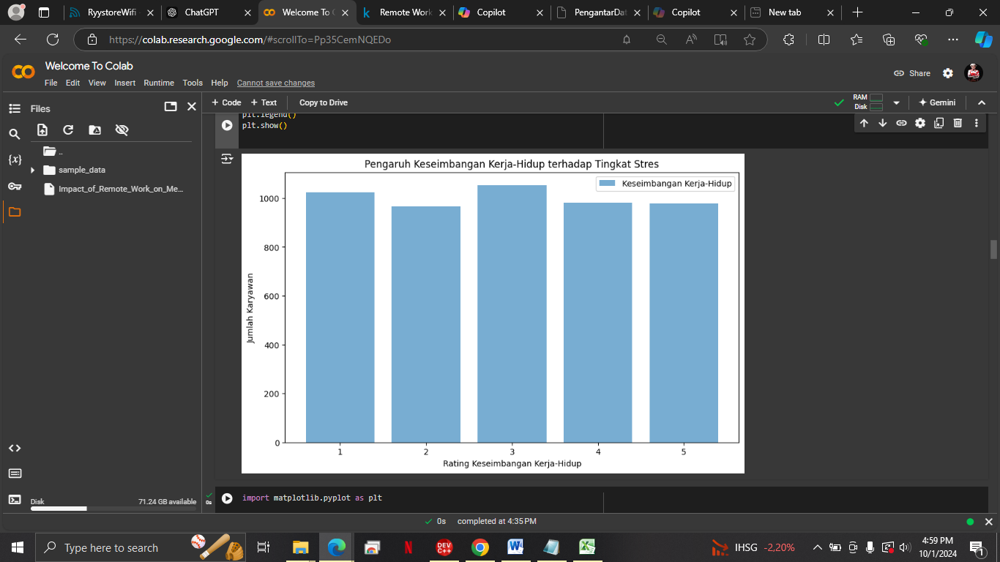 RyystoreWifi
ChatGPT
Welcome To C
Remote Work
Copilot
PengantarDat
Copilot
New tab
https://colab.research.google.com/#scrollTo=Pp35CemNQEDo
Welcome To Colab
File Edit View Insert Runtime Tools Help Cannot save changes
Share
+ Code + Text Copy to Drive
RAM
Disk
Gemini
Files
..
sample_data
Impact_of_Remote_Work_on_Me...
plt.legend()
plt.show()
Pengaruh Keseimbangan Kerja-Hidup terhadap Tingkat Stres
Keseimbangan Kerja-Hidup
1000
800
600
400
200
0
Jumlah Karyawan
1 2 3 4 5
Rating Keseimbangan Kerja-Hidup
Disk 71.24 GB available
0s
import matplotlib.pyplot as plt
0s completed at 4:35 PM
Type here to search
DEV C++
IHSG -2,20%
4:59 PM
10/1/2024
1